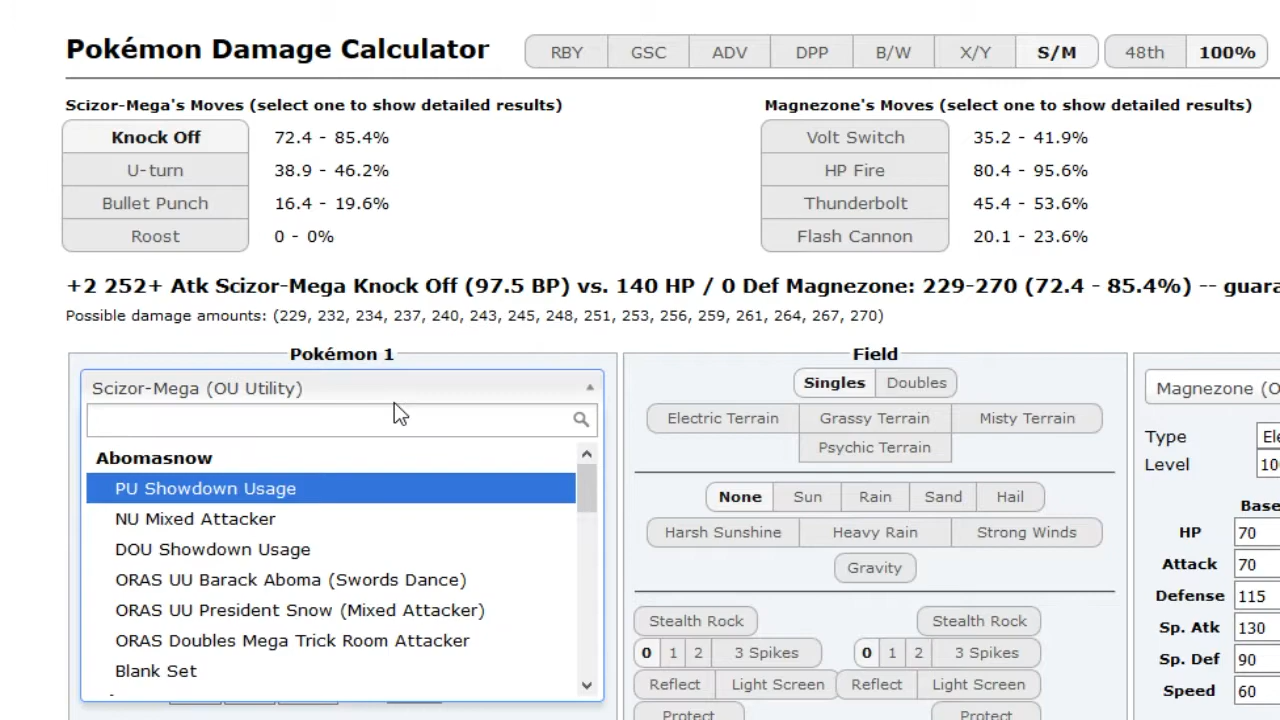 Pokémon Damage Calculator RBY GSC ADV DPP B/W X/Y S/M 48th 100%
Scizor-Mega's Moves (select one to show detailed results) Magnezone's Moves (select one to show detailed results)
Knock Off 72.4 - 85.4% Volt Switch 35.2 - 41.9%
U-turn 38.9 - 46.2% HP Fire 80.4 - 95.6%
Bullet Punch 16.4 - 19.6% Thunderbolt 45.4 - 53.6%
Roost 0 - 0% Flash Cannon 20.1 - 23.6%
+2 252+ Atk Scizor-Mega Knock Off (97.5 BP) vs. 140 HP / 0 Def Magnezone: 229-270 (72.4 - 85.4%) -- guara
Possible damage amounts: (229, 232, 234, 237, 240, 243, 245, 248, 251, 253, 256, 259, 261, 264, 267, 270)
Pokémon 1
Scizor-Mega (OU Utility)
Abomasnow
PU Showdown Usage
NU Mixed Attacker
DOU Showdown Usage
ORAS UU Barack Aboma (Swords Dance)
ORAS UU President Snow (Mixed Attacker)
ORAS Doubles Mega Trick Room Attacker
Blank Set
Field
Singles Doubles
Electric Terrain Grassy Terrain Misty Terrain
Psychic Terrain
None Sun Rain Sand Hail
Harsh Sunshine Heavy Rain Strong Winds
Gravity
Stealth Rock Stealth Rock
0 1 2 3 Spikes 0 1 2 3 Spikes
Reflect Light Screen Reflect Light Screen
Protect Protect
Magnezone (O
Type Ele
Level 10
Base
HP 70
Attack 70
Defense 115
Sp. Atk 130
Sp. Def 90
Speed 60